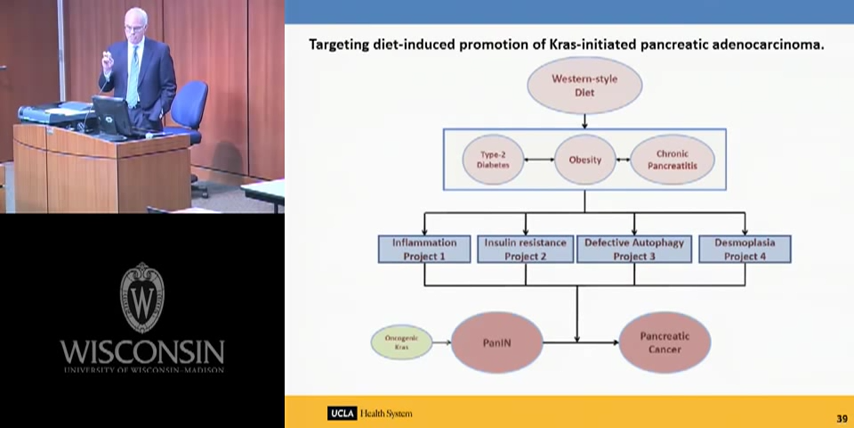 Targeting diet-induced promotion of Kras-initiated pancreatic adenocarcinoma.
Western-style
Diet
Type-2
Diabetes
Obesity
Chronic
Pancreatitis
Inflammation
Project 1
Insulin resistance
Project 2
Defective Autophagy
Project 3
Desmoplasia
Project 4
Oncogenic
Kras
PanIN
Pancreatic
Cancer
W
WISCONSIN
UNIVERSITY OF WISCONSIN-MADISON
UCLA Health System
39